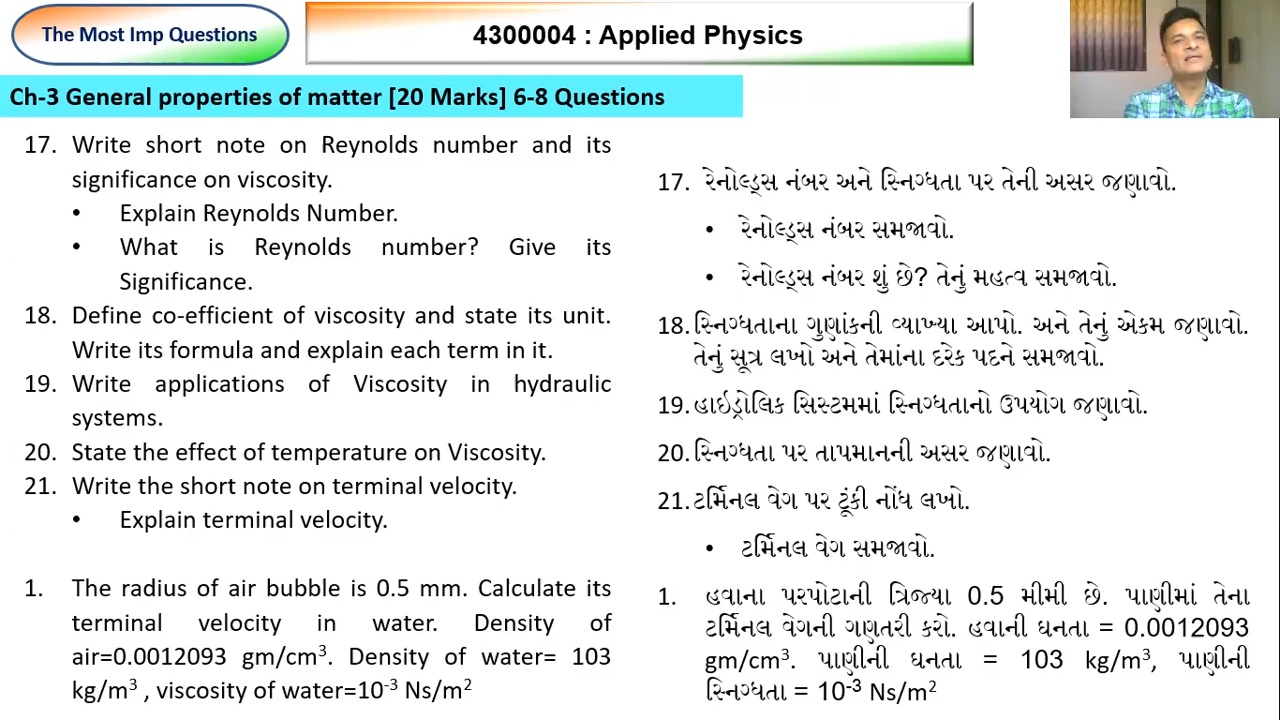 The Most Imp Questions
4300004 : Applied Physics
Ch-3 General properties of matter [20 Marks] 6-8 Questions
17. Write short note on Reynolds number and its
significance on viscosity.
• Explain Reynolds Number.
• What is Reynolds number? Give its
Significance.
18. Define co-efficient of viscosity and state its unit.
Write its formula and explain each term in it.
19. Write applications of Viscosity in hydraulic
systems.
20. State the effect of temperature on Viscosity.
21. Write the short note on terminal velocity.
• Explain terminal velocity.
1. The radius of air bubble is 0.5 mm. Calculate its
terminal velocity in water. Density of
air=0.0012093 gm/cm³. Density of water= 103
kg/m³ , viscosity of water=10⁻³ Ns/m²
17. રેનોલ્ડ્સ નંબર અને સ્નિગ્ધતા પર તેની અસર જણાવો.
• રેનોલ્ડ્સ નંબર સમજાવો.
• રેનોલ્ડ્સ નંબર શું છે? તેનું મહત્વ સમજાવો.
18. સ્નિગ્ધતાના ગુણાંકની વ્યાખ્યા આપો. અને તેનું એકમ જણાવો.
તેનું સૂત્ર લખો અને તેમાંના દરેક પદને સમજાવો.
19. હાઇડ્રોલિક સિસ્ટમમાં સ્નિગ્ધતાનો ઉપયોગ જણાવો.
20. સ્નિગ્ધતા પર તાપમાનની અસર જણાવો.
21. ટર્મિનલ વેગ પર ટૂંકી નોંધ લખો.
• ટર્મિનલ વેગ સમજાવો.
1. હવાના પરપોટાની ત્રિજ્યા 0.5 મીમી છે. પાણીમાં તેના
ટર્મિનલ વેગની ગણતરી કરો. હવાની ઘનતા = 0.0012093
gm/cm³. પાણીની ઘનતા = 103 kg/m³, પાણીની
સ્નિગ્ધતા = 10⁻³ Ns/m²